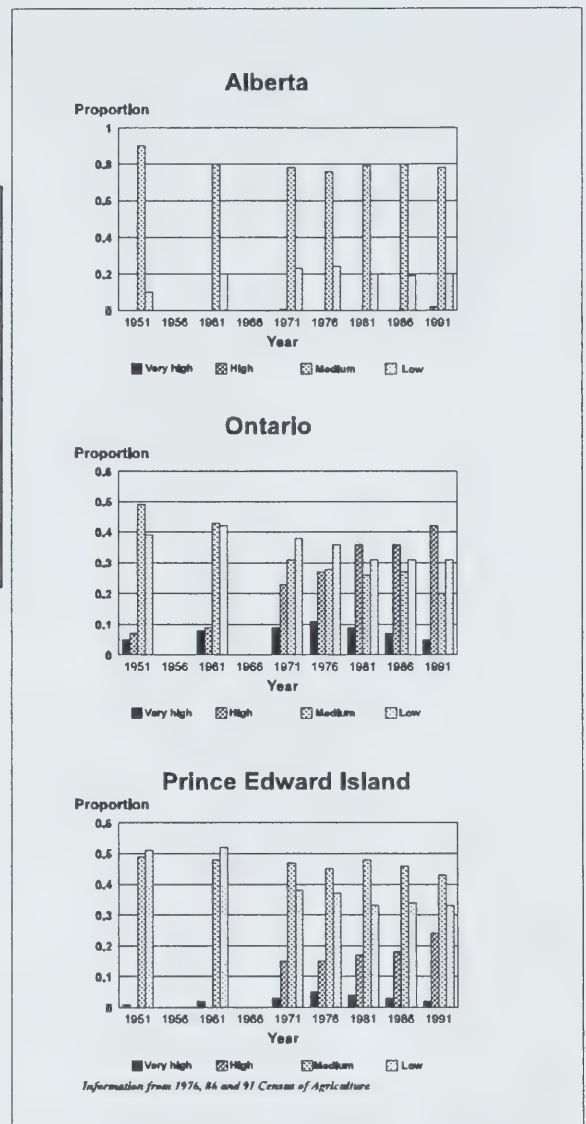 Alberta
Proportion
1
0.8
0.6
0.4
0.2
0
1951 1956 1961 1966 1971 1976 1981 1986 1991
Year
Very high High Medium Low
Ontario
Proportion
0.6
0.5
0.4
0.3
0.2
0.1
0
1951 1956 1961 1966 1971 1976 1981 1986 1991
Year
Very high High Medium Low
Prince Edward Island
Proportion
0.6
0.5
0.4
0.3
0.2
0.1
0
1951 1956 1961 1966 1971 1976 1981 1986 1991
Year
Very high High Medium Low
Information from 1976, 86 and 91 Census of Agriculture